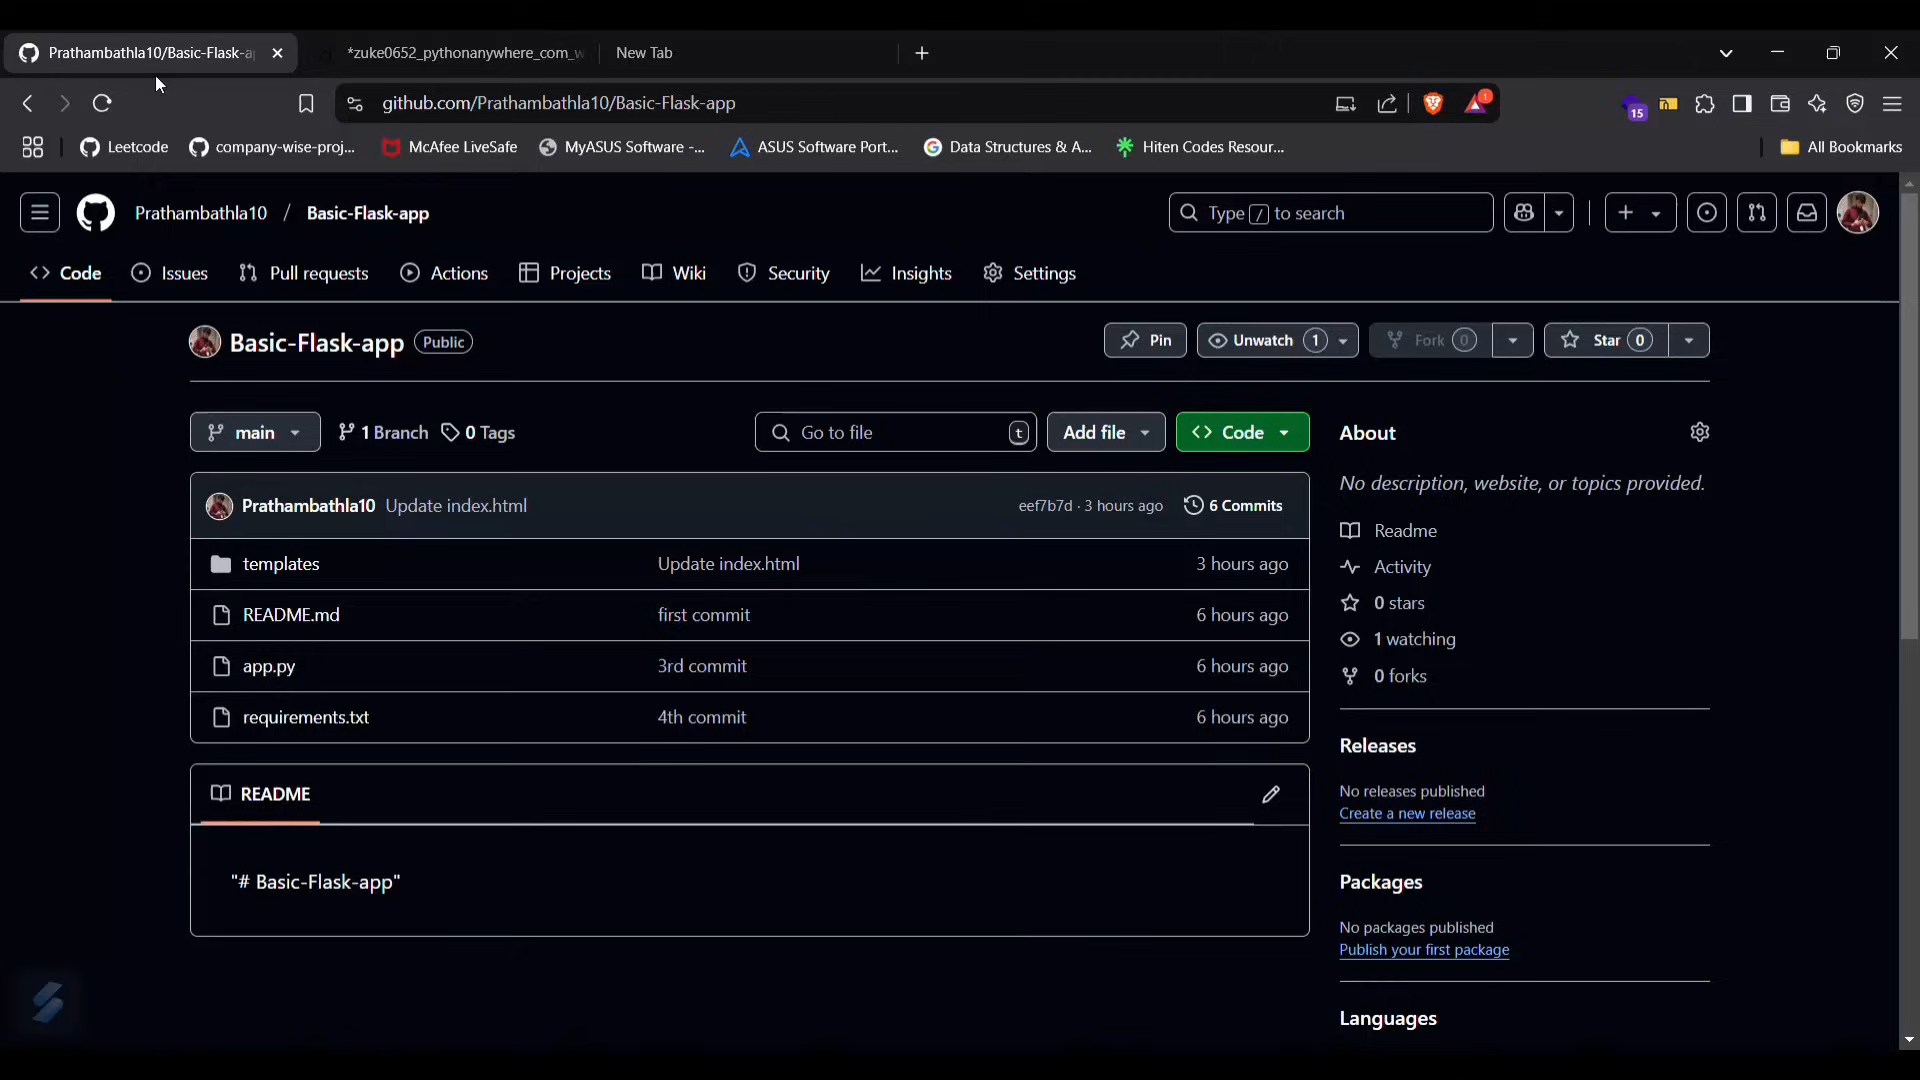 Prathambathla10/Basic-Flask-a
*zuke0652_pythonanywhere_com_w
New Tab
github.com/Prathambathla10/Basic-Flask-app
1
15
Leetcode
company-wise-proj...
McAfee LiveSafe
MyASUS Software -...
ASUS Software Port...
Data Structures & A...
Hiten Codes Resour...
All Bookmarks
Prathambathla10 / Basic-Flask-app
Type / to search
Code
Issues
Pull requests
Actions
Projects
Wiki
Security
Insights
Settings
Basic-Flask-app Public
Pin
Unwatch 1
Fork 0
Star 0
main
1 Branch
0 Tags
Go to file t
Add file
Code
Prathambathla10 Update index.html eef7b7d · 3 hours ago 6 Commits
templates Update index.html 3 hours ago
README.md first commit 6 hours ago
app.py 3rd commit 6 hours ago
requirements.txt 4th commit 6 hours ago
README
"# Basic-Flask-app"
About
No description, website, or topics provided.
Readme
Activity
0 stars
1 watching
0 forks
Releases
No releases published
Create a new release
Packages
No packages published
Publish your first package
Languages